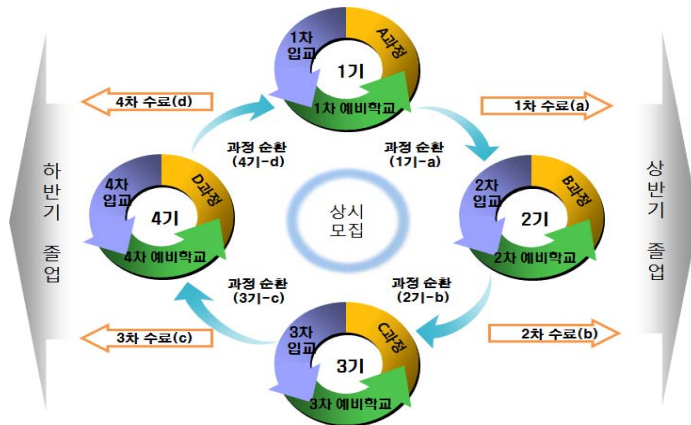 1차
입교
A과정
1기
1차 예비학교
4차 수료(d)
1차 수료(a)
과정 순환
(4기-d)
과정 순환
(1기-a)
하반기 졸업
상반기 졸업
4차
입교
D과정
4기
4차 예비학교
상시
모집
2차
입교
B과정
2기
2차 예비학교
과정 순환
(3기-c)
과정 순환
(2기-b)
3차 수료(c)
2차 수료(b)
3차
입교
C과정
3기
3차 예비학교